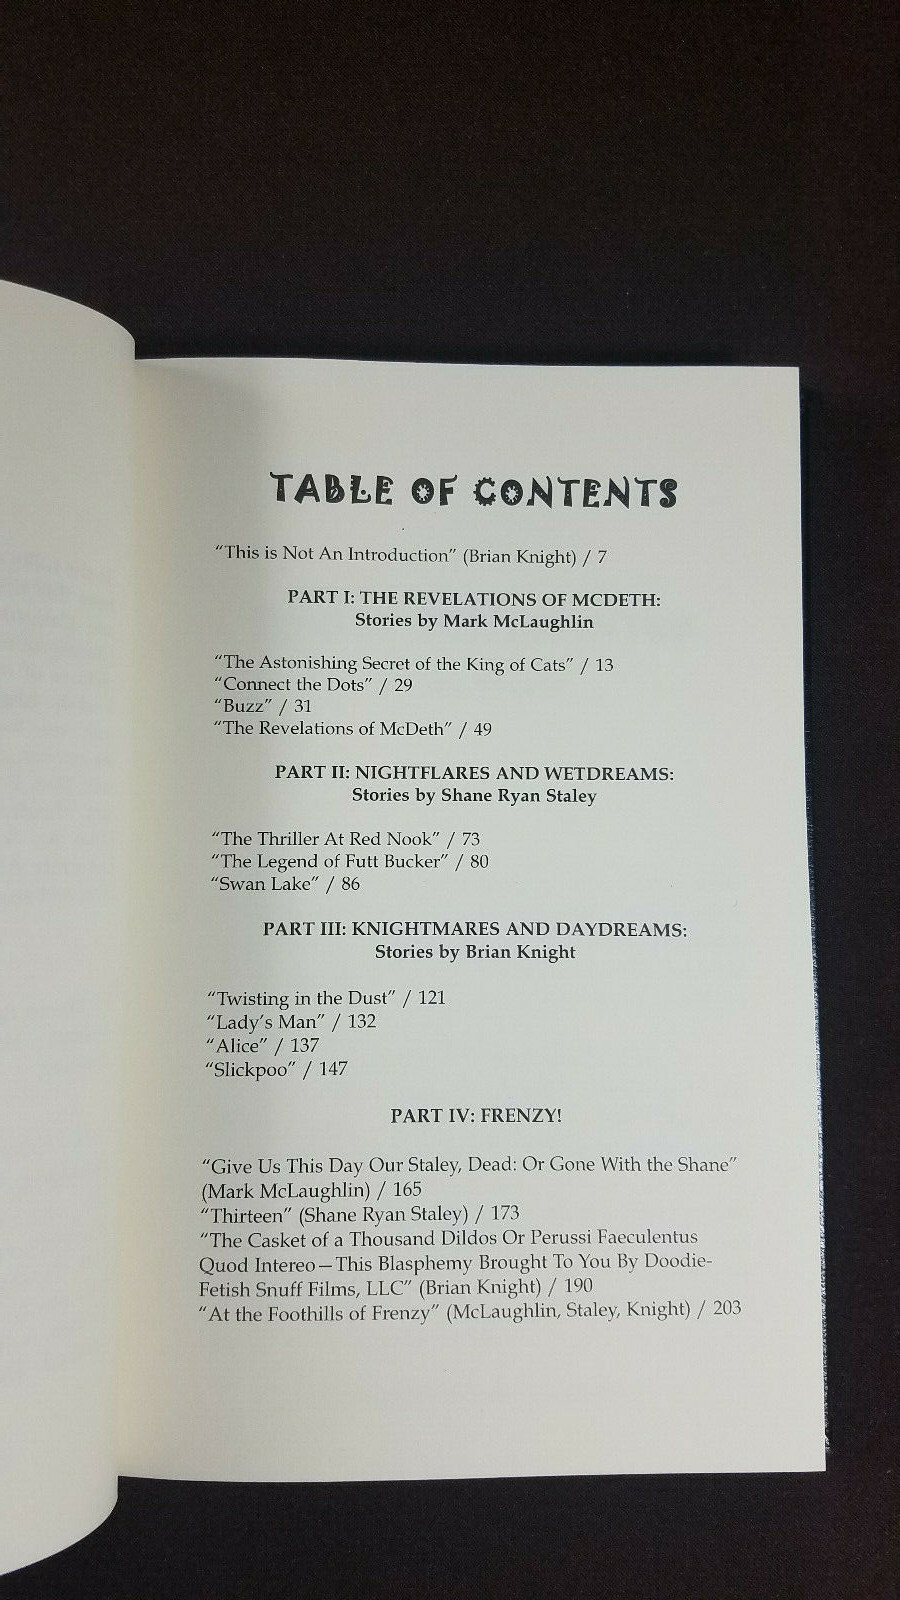 TABLE OF CONTENTS
“This is Not An Introduction” (Brian Knight) / 7
PART I: THE REVELATIONS OF MCDETH:
Stories by Mark McLaughlin
“The Astonishing Secret of the King of Cats” / 13
“Connect the Dots” / 29
“Buzz” / 31
“The Revelations of McDeth” / 49
PART II: NIGHTFLARES AND WETDREAMS:
Stories by Shane Ryan Staley
“The Thriller At Red Nook” / 73
“The Legend of Futt Bucker” / 80
“Swan Lake” / 86
PART III: KNIGHTMARES AND DAYDREAMS:
Stories by Brian Knight
“Twisting in the Dust” / 121
“Lady’s Man” / 132
“Alice” / 137
“Slickpoo” / 147
PART IV: FRENZY!
“Give Us This Day Our Staley, Dead: Or Gone With the Shane”
(Mark McLaughlin) / 165
“Thirteen” (Shane Ryan Staley) / 173
“The Casket of a Thousand Dildos Or Perussi Faeculentus
Quod Intereo—This Blasphemy Brought To You By Doodie-
Fetish Snuff Films, LLC” (Brian Knight) / 190
“At the Foothills of Frenzy” (McLaughlin, Staley, Knight) / 203